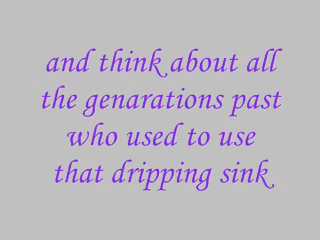 and think about all
the genarations past
who used to use
that dripping sink